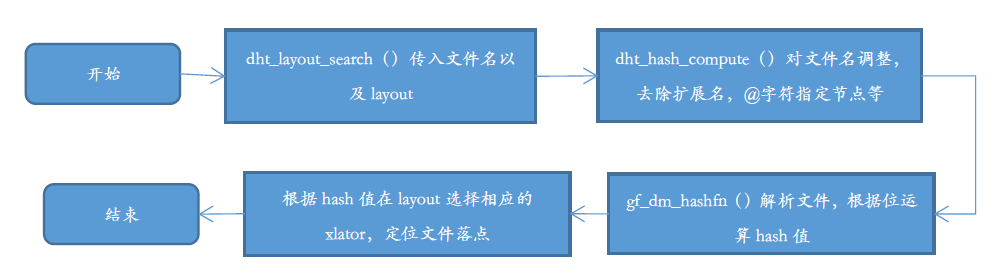 开始
dht_layout_search（）传入文件名以
及 layout
dht_hash_compute（）对文件名调整，
去除扩展名，@字符指定节点等
gf_dm_hashfn（）解析文件，根据位运
算 hash 值
根据 hash 值在 layout 选择相应的
xlator，定位文件落点
结束